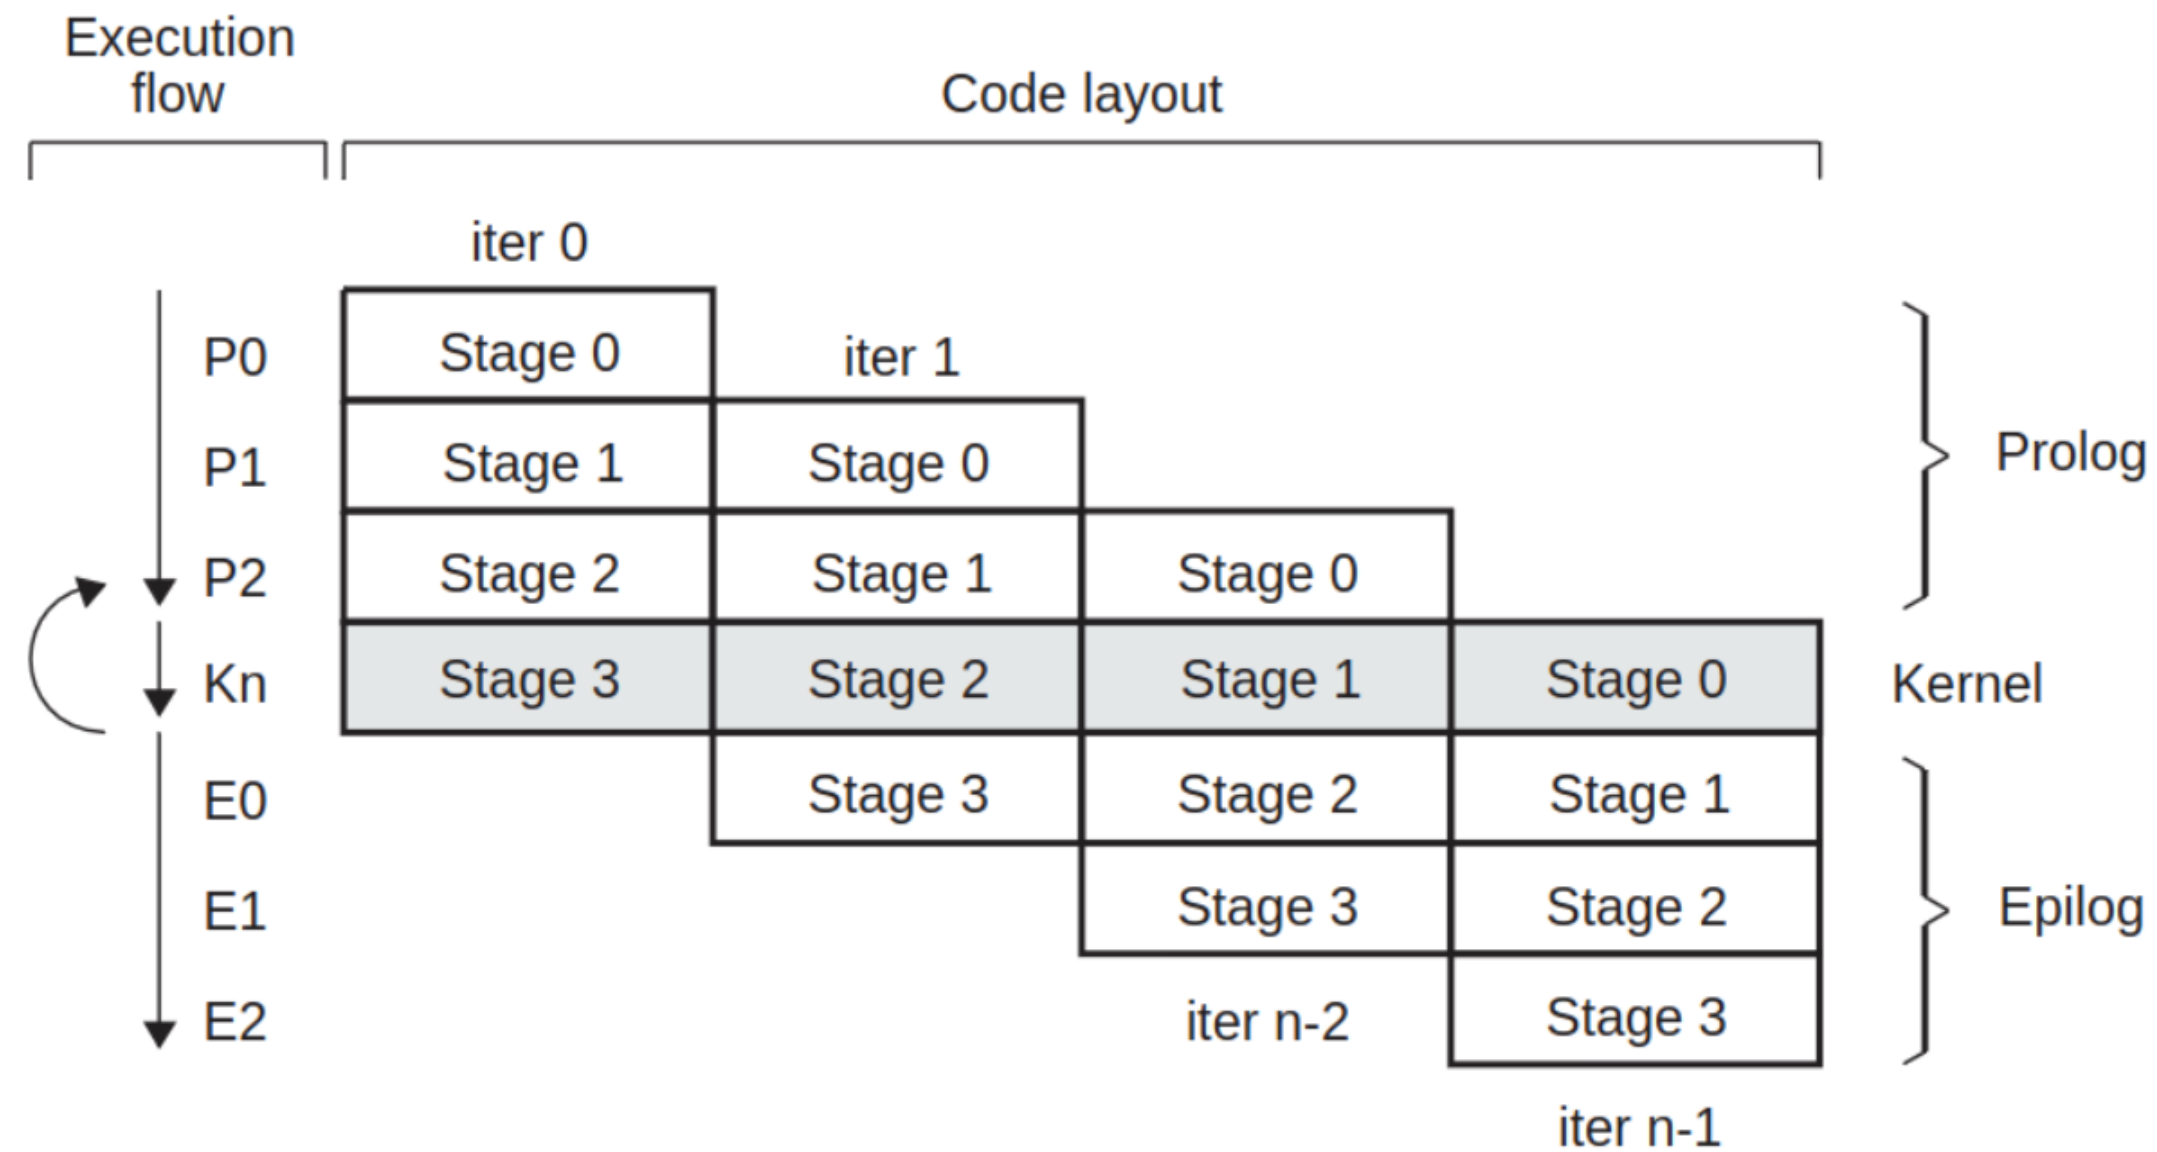 Execution
flow
Code layout
iter 0
P0 Stage 0 iter 1
P1 Stage 1 Stage 0 Prolog
P2 Stage 2 Stage 1 Stage 0
Kn Stage 3 Stage 2 Stage 1 Stage 0 Kernel
E0 Stage 3 Stage 2 Stage 1
E1 Stage 3 Stage 2 Epilog
E2 iter n-2 Stage 3
iter n-1